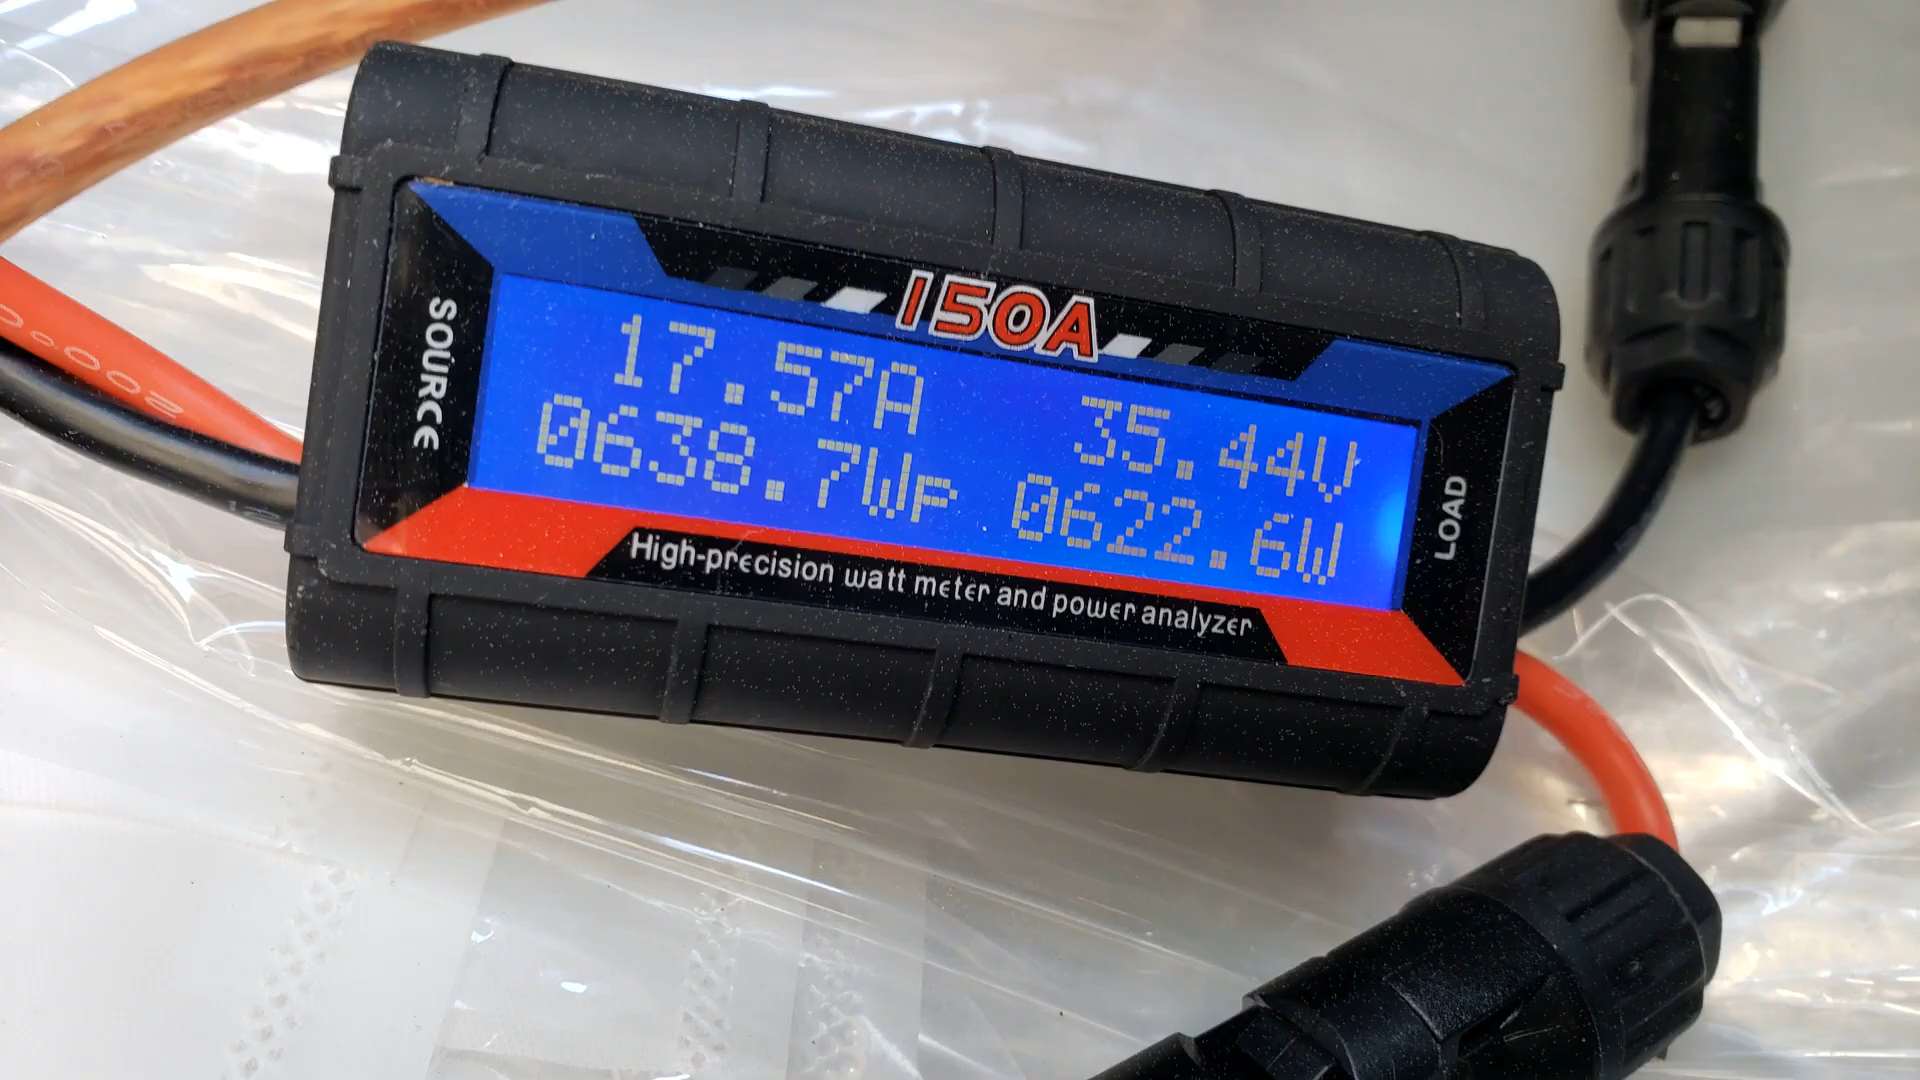 150A
SOURCE
17.57A 35.44V
0638.7Wp 0622.6W
LOAD
High-precision watt meter and power analyzer